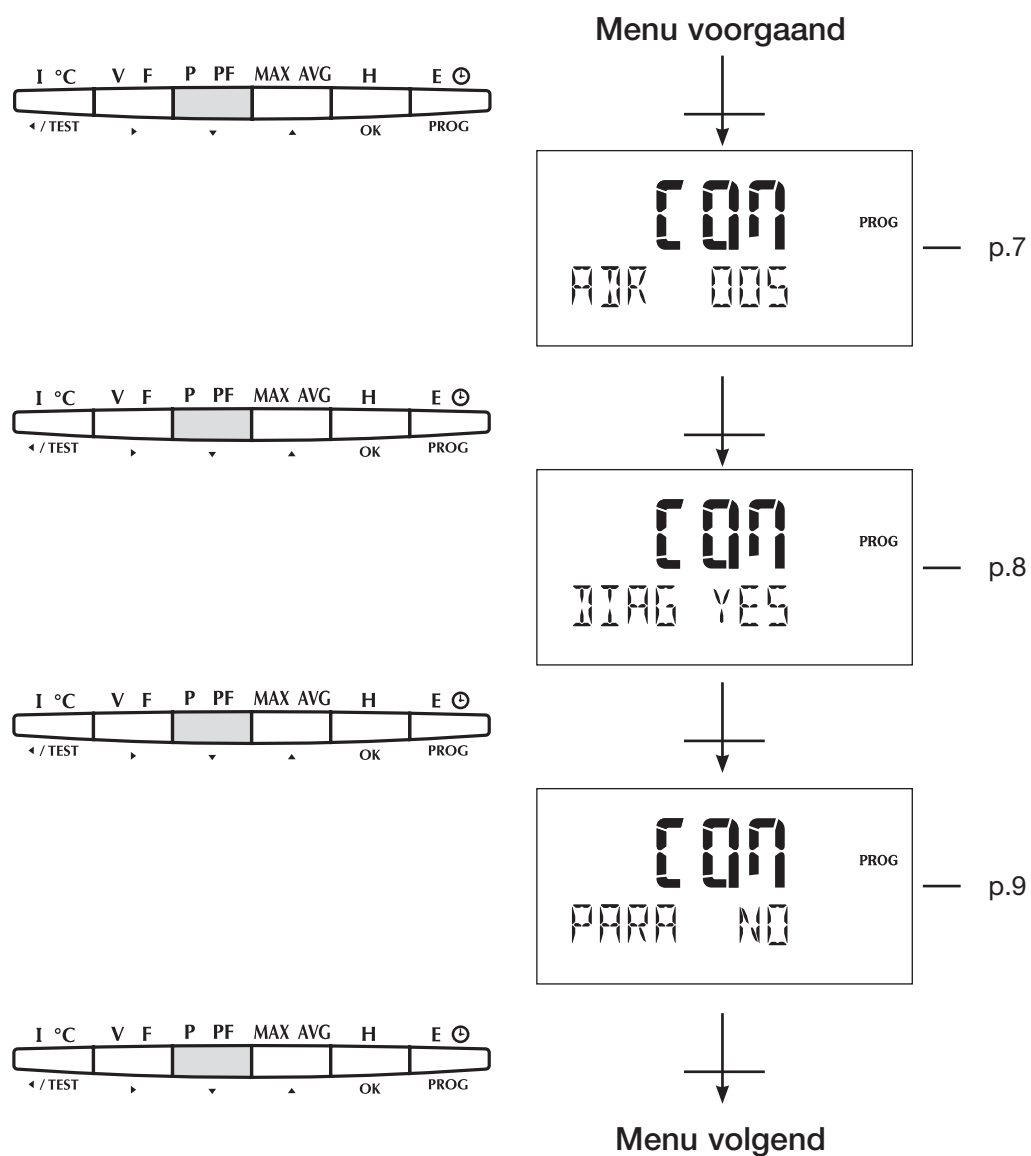 Menu voorgaand
I °C V F P PF MAX AVG H E
/ TEST OK PROG
COM
PROG
ADR 005
p.7
I °C V F P PF MAX AVG H E
/ TEST OK PROG
COM
PROG
DIAG YES
p.8
I °C V F P PF MAX AVG H E
/ TEST OK PROG
COM
PROG
PARA NO
p.9
I °C V F P PF MAX AVG H E
/ TEST OK PROG
Menu volgend